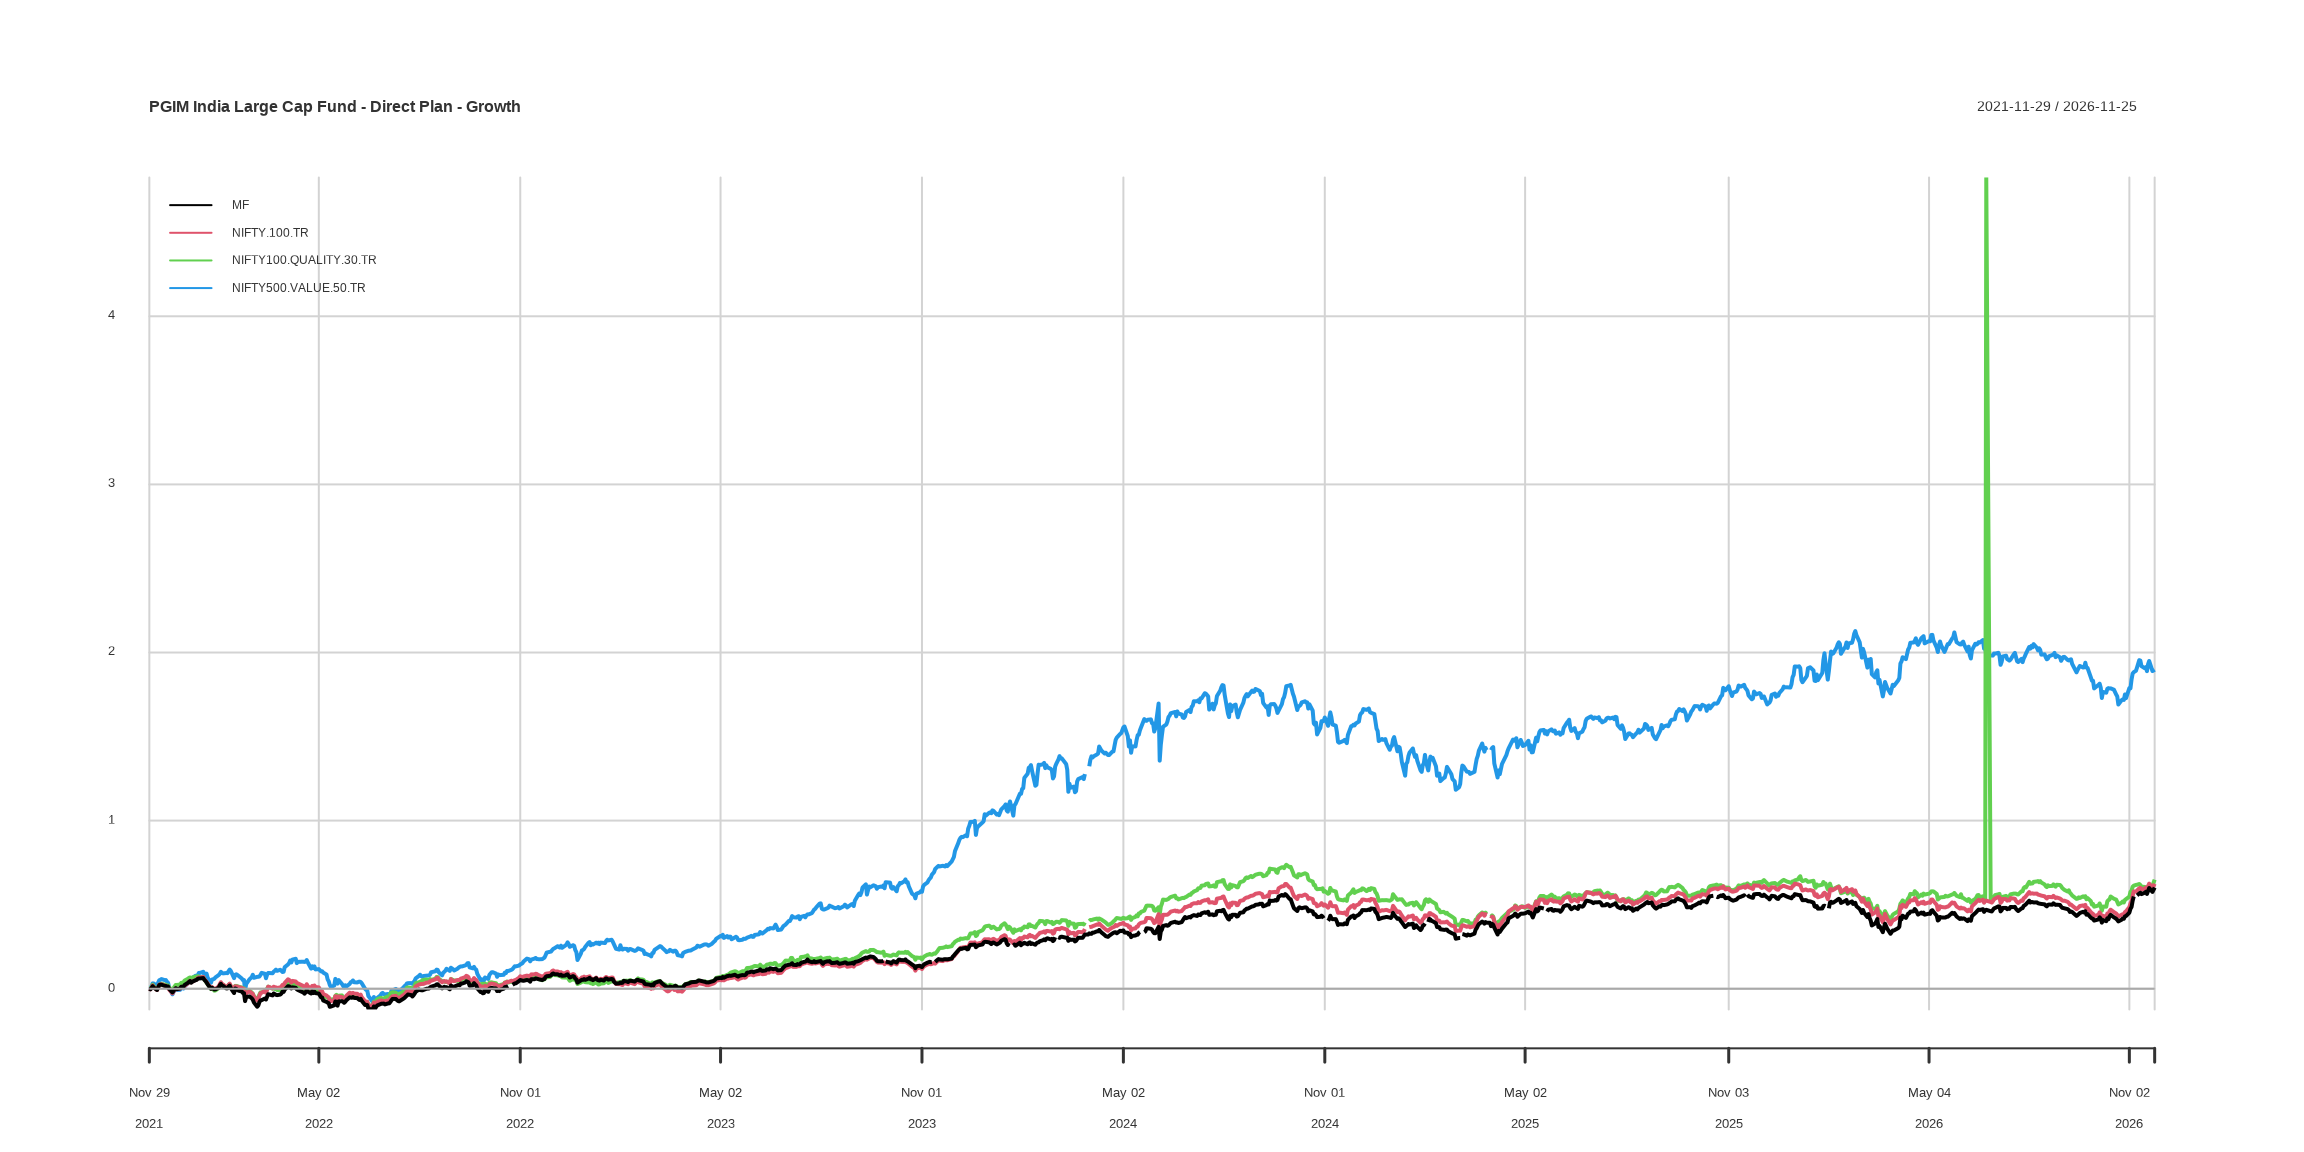 PGIM India Large Cap Fund - Direct Plan - Growth
2021-11-29 / 2026-11-25
MF
NIFTY.100.TR
NIFTY100.QUALITY.30.TR
NIFTY500.VALUE.50.TR
4
3
2
1
0
Nov 29 May 02 Nov 01 May 02 Nov 01 May 02 Nov 01 May 02 Nov 03 May 04 Nov 02
2021 2022 2022 2023 2023 2024 2024 2025 2025 2026 2026